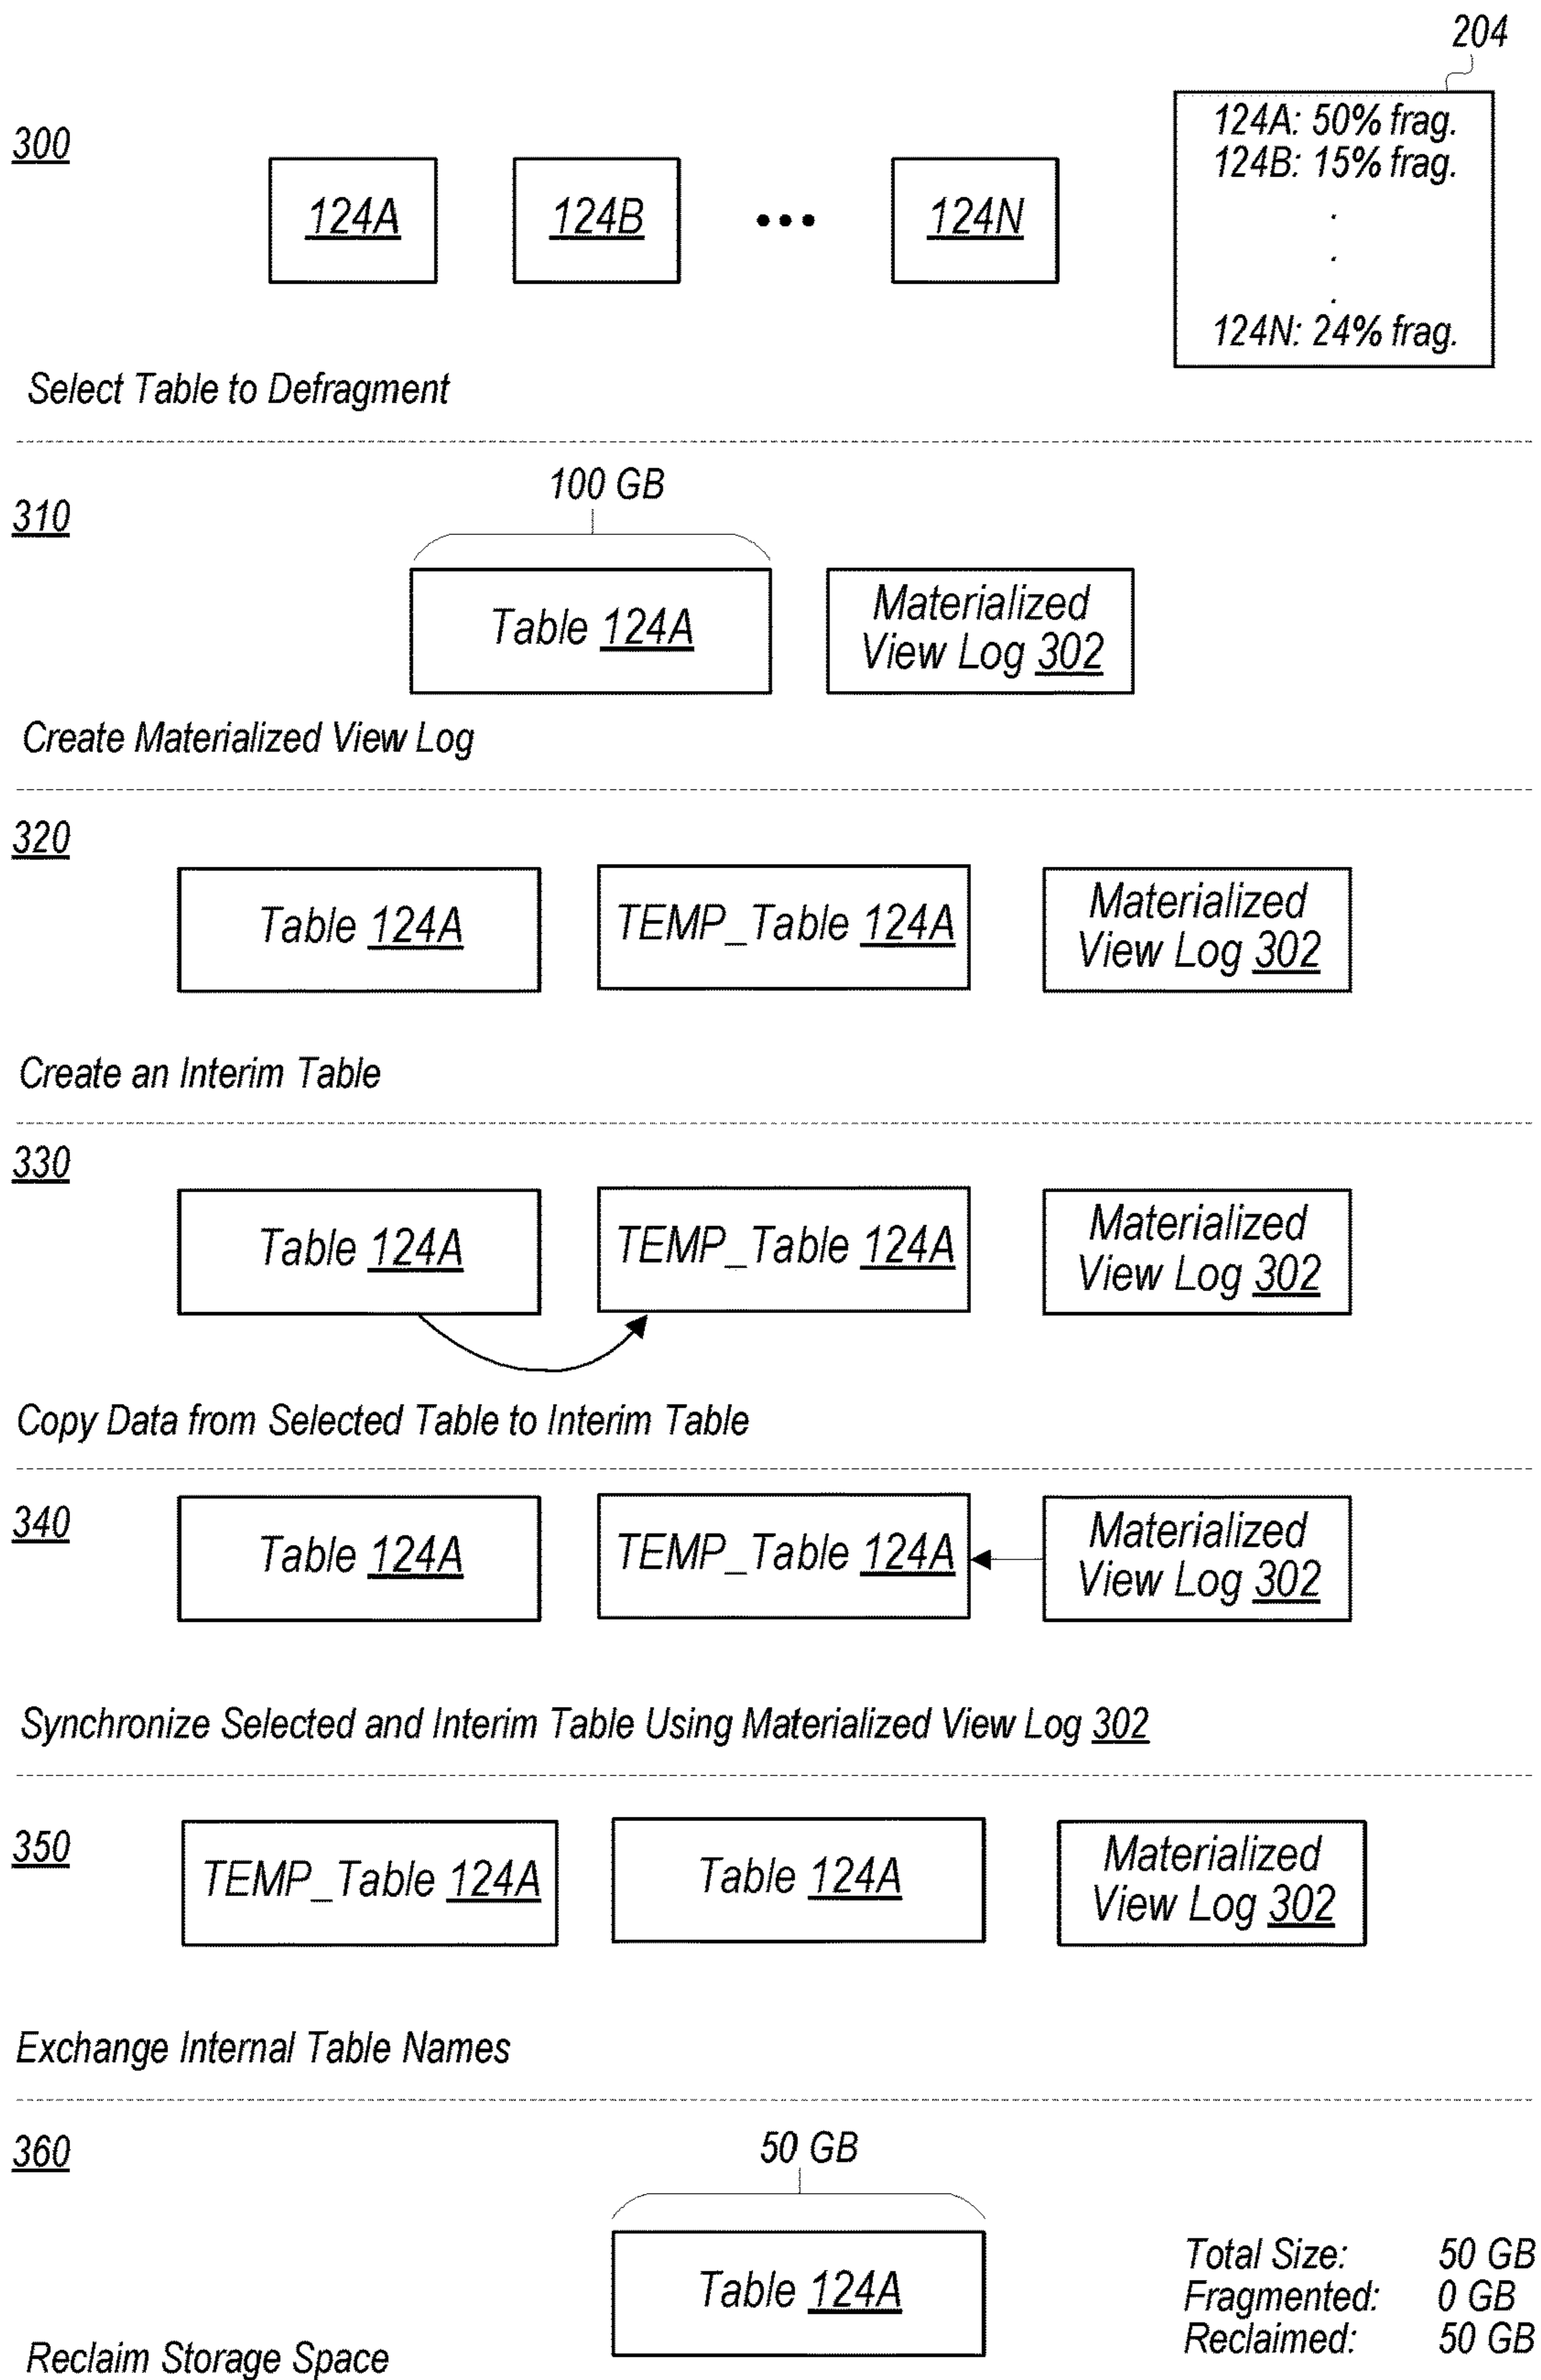 204
300
124A
124B
•••
124N
124A: 50% frag.
124B: 15% frag.
.
.
.
124N: 24% frag.
Select Table to Defragment
310
100 GB
Table 124A
Materialized
View Log 302
Create Materialized View Log
320
Table 124A
TEMP_Table 124A
Materialized
View Log 302
Create an Interim Table
330
Table 124A
TEMP_Table 124A
Materialized
View Log 302
Copy Data from Selected Table to Interim Table
340
Table 124A
TEMP_Table 124A
Materialized
View Log 302
Synchronize Selected and Interim Table Using Materialized View Log 302
350
TEMP_Table 124A
Table 124A
Materialized
View Log 302
Exchange Internal Table Names
360
50 GB
Table 124A
Total Size: 50 GB
Fragmented: 0 GB
Reclaimed: 50 GB
Reclaim Storage Space